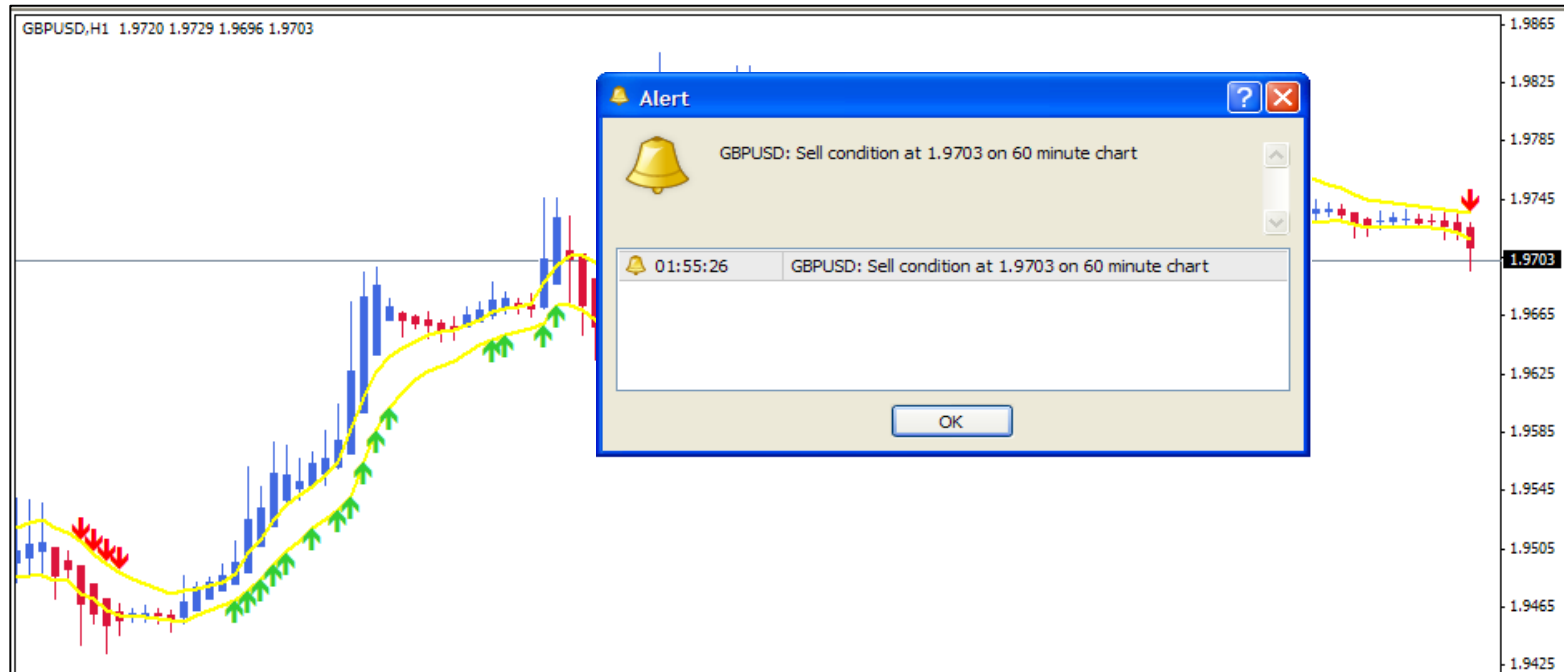 GBPUSD,H1 1.9720 1.9729 1.9696 1.9703
1.9865
1.9825
1.9785
1.9745
1.9703
1.9665
1.9625
1.9585
1.9545
1.9505
1.9465
1.9425
Alert
GBPUSD: Sell condition at 1.9703 on 60 minute chart
01:55:26 GBPUSD: Sell condition at 1.9703 on 60 minute chart
OK